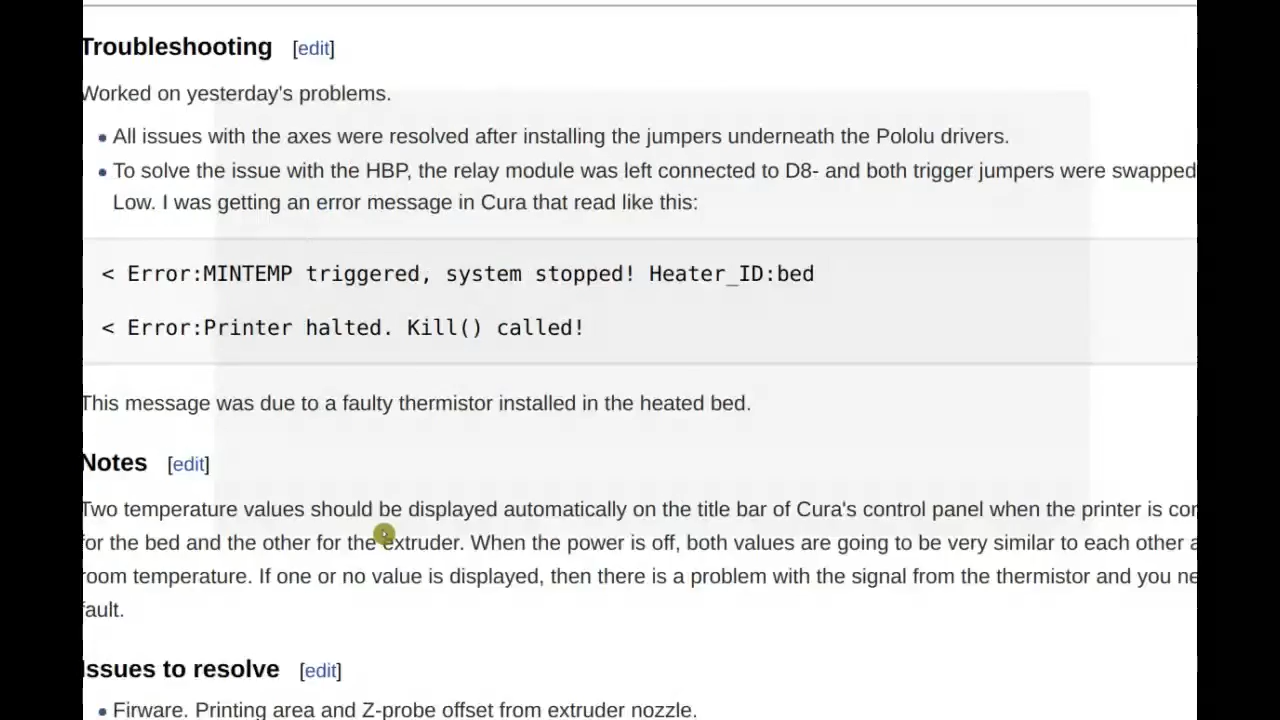 Troubleshooting [edit]
Worked on yesterday's problems.
• All issues with the axes were resolved after installing the jumpers underneath the Pololu drivers.
• To solve the issue with the HBP, the relay module was left connected to D8- and both trigger jumpers were swapped
Low. I was getting an error message in Cura that read like this:
< Error:MINTEMP triggered, system stopped! Heater_ID:bed
< Error:Printer halted. Kill() called!
This message was due to a faulty thermistor installed in the heated bed.
Notes [edit]
Two temperature values should be displayed automatically on the title bar of Cura's control panel when the printer is
for the bed and the other for the extruder. When the power is off, both values are going to be very similar to each other
room temperature. If one or no value is displayed, then there is a problem with the signal from the thermistor and you
fault.
Issues to resolve [edit]
• Firware. Printing area and Z-probe offset from extruder nozzle.